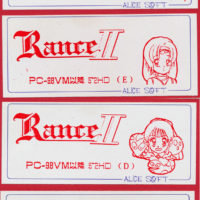 ALICE SOFT
Rance II
PC-98VM以降 5"2HD (E)
ALICE SOFT
Rance II
PC-98VM以降 5"2HD (D)
ALICE SOFT